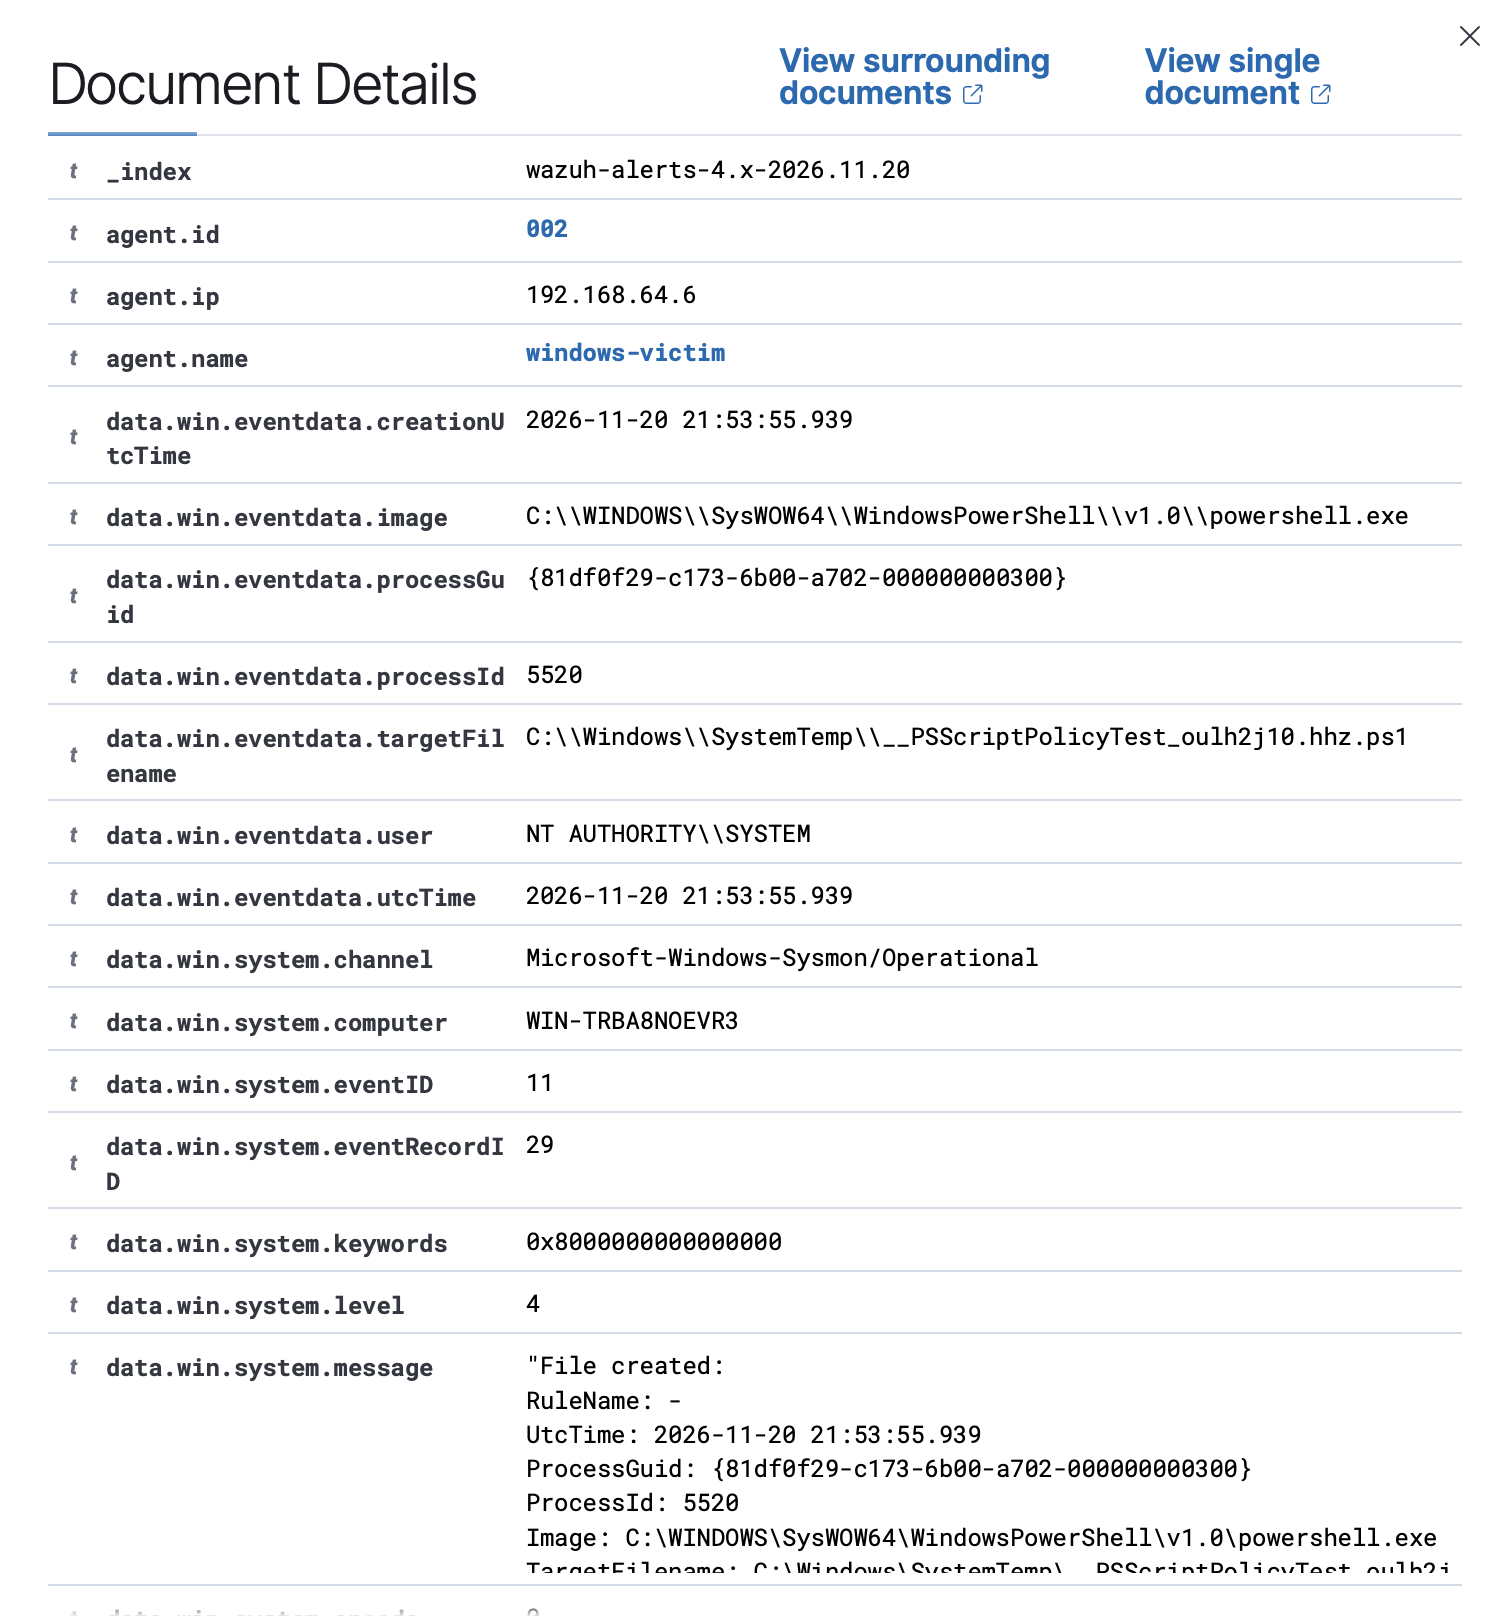 Document Details
View surrounding
documents
View single
document
t _index wazuh-alerts-4.x-2026.11.20
t agent.id 002
t agent.ip 192.168.64.6
t agent.name windows-victim
t data.win.eventdata.creationU 2026-11-20 21:53:55.939
tcTime
t data.win.eventdata.image C:\\WINDOWS\\SysWOW64\\WindowsPowerShell\\v1.0\\powershell.exe
t data.win.eventdata.processGu {81df0f29-c173-6b00-a702-000000000300}
id
t data.win.eventdata.processId 5520
t data.win.eventdata.targetFil C:\\Windows\\SystemTemp\\__PSScriptPolicyTest_oulh2j10.hhz.ps1
ename
t data.win.eventdata.user NT AUTHORITY\\SYSTEM
t data.win.eventdata.utcTime 2026-11-20 21:53:55.939
t data.win.system.channel Microsoft-Windows-Sysmon/Operational
t data.win.system.computer WIN-TRBA8NOEVR3
t data.win.system.eventID 11
t data.win.system.eventRecordI 29
D
t data.win.system.keywords 0x8000000000000000
t data.win.system.level 4
t data.win.system.message "File created:
RuleName: -
UtcTime: 2026-11-20 21:53:55.939
ProcessGuid: {81df0f29-c173-6b00-a702-000000000300}
ProcessId: 5520
Image: C:\WINDOWS\SysWOW64\WindowsPowerShell\v1.0\powershell.exe
TargetFilename: C:\Windows\SystemTemp\__PSScriptPolicyTest_oulh2j